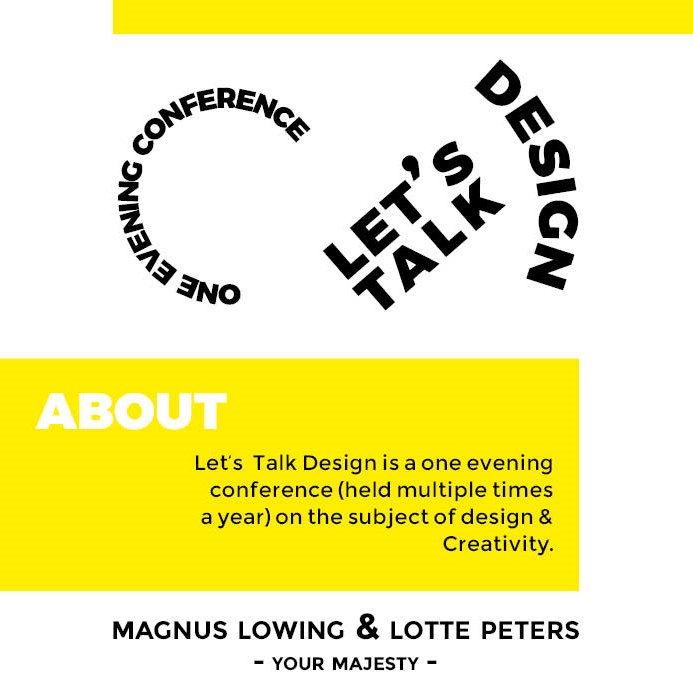 ONE EVENING CONFERENCE
LET'S
TALK
DESIGN
ABOUT
Let's Talk Design is a one evening
conference (held multiple times
a year) on the subject of design &
Creativity.
MAGNUS LOWING & LOTTE PETERS
- YOUR MAJESTY -